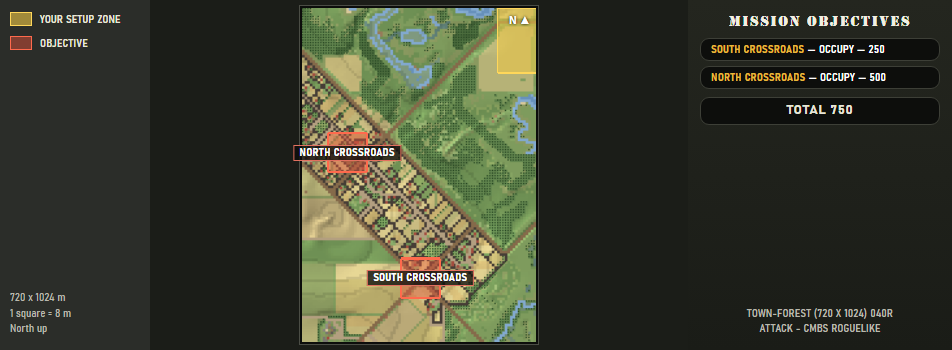 YOUR SETUP ZONE
OBJECTIVE
720 x 1024 m
1 square = 8 m
North up
N ▲
NORTH CROSSROADS
SOUTH CROSSROADS
MISSION OBJECTIVES
SOUTH CROSSROADS — OCCUPY — 250
NORTH CROSSROADS — OCCUPY — 500
TOTAL 750
TOWN-FOREST (720 X 1024) 040R
ATTACK - CMBS ROGUELIKE